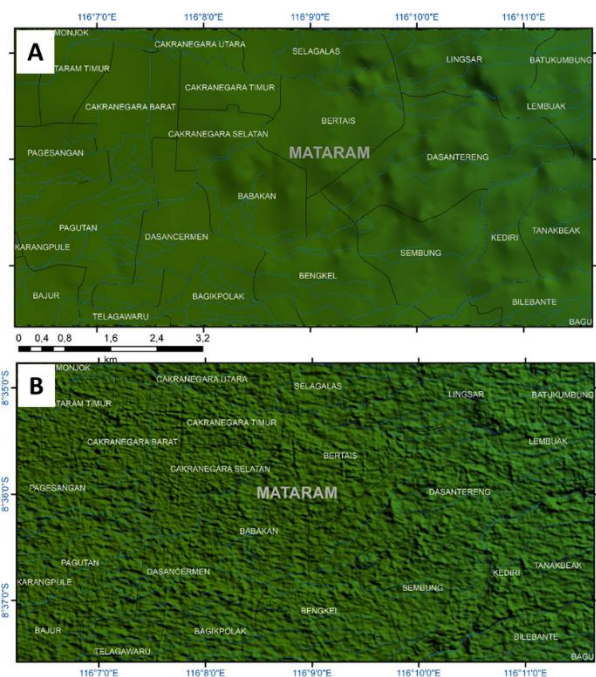 116°7'0"E 116°8'0"E 116°9'0"E 116°10'0"E 116°11'0"E
A
MONJOK
CAKRANEGARA UTARA
SELAGALAS
LINGSAR
BATUKUMBUNG
TARAM TIMUR
CAKRANEGARA TIMUR
CAKRANEGARA BARAT
LEMBUAK
BERTAIS
CAKRANEGARA SELATAN
PAGESANGAN
MATARAM
DASANTERENG
BABAKAN
PAGUTAN
DASANCERMEN
KEDIRI
TANAKBEAK
KARANGPULE
SEMBUNG
BENGKEL
BAJUR
BAGIKPOLAK
BILEBANTE
TELAGAWARU
BAGU
0 0,4 0,8 1,6 2,4 3,2
km
B
MONJOK
CAKRANEGARA UTARA
SELAGALAS
LINGSAR
BATUKUMBUNG
8°35'0"S
TARAM TIMUR
CAKRANEGARA TIMUR
CAKRANEGARA BARAT
LEMBUAK
BERTAIS
CAKRANEGARA SELATAN
PAGESANGAN
MATARAM
DASANTERENG
8°36'0"S
BABAKAN
PAGUTAN
DASANCERMEN
KEDIRI
TANAKBEAK
KARANGPULE
SEMBUNG
8°37'0"S
BENGKEL
BAJUR
BAGIKPOLAK
BILEBANTE
TELAGAWARU
BAGU
116°7'0"E 116°8'0"E 116°9'0"E 116°10'0"E 116°11'0"E